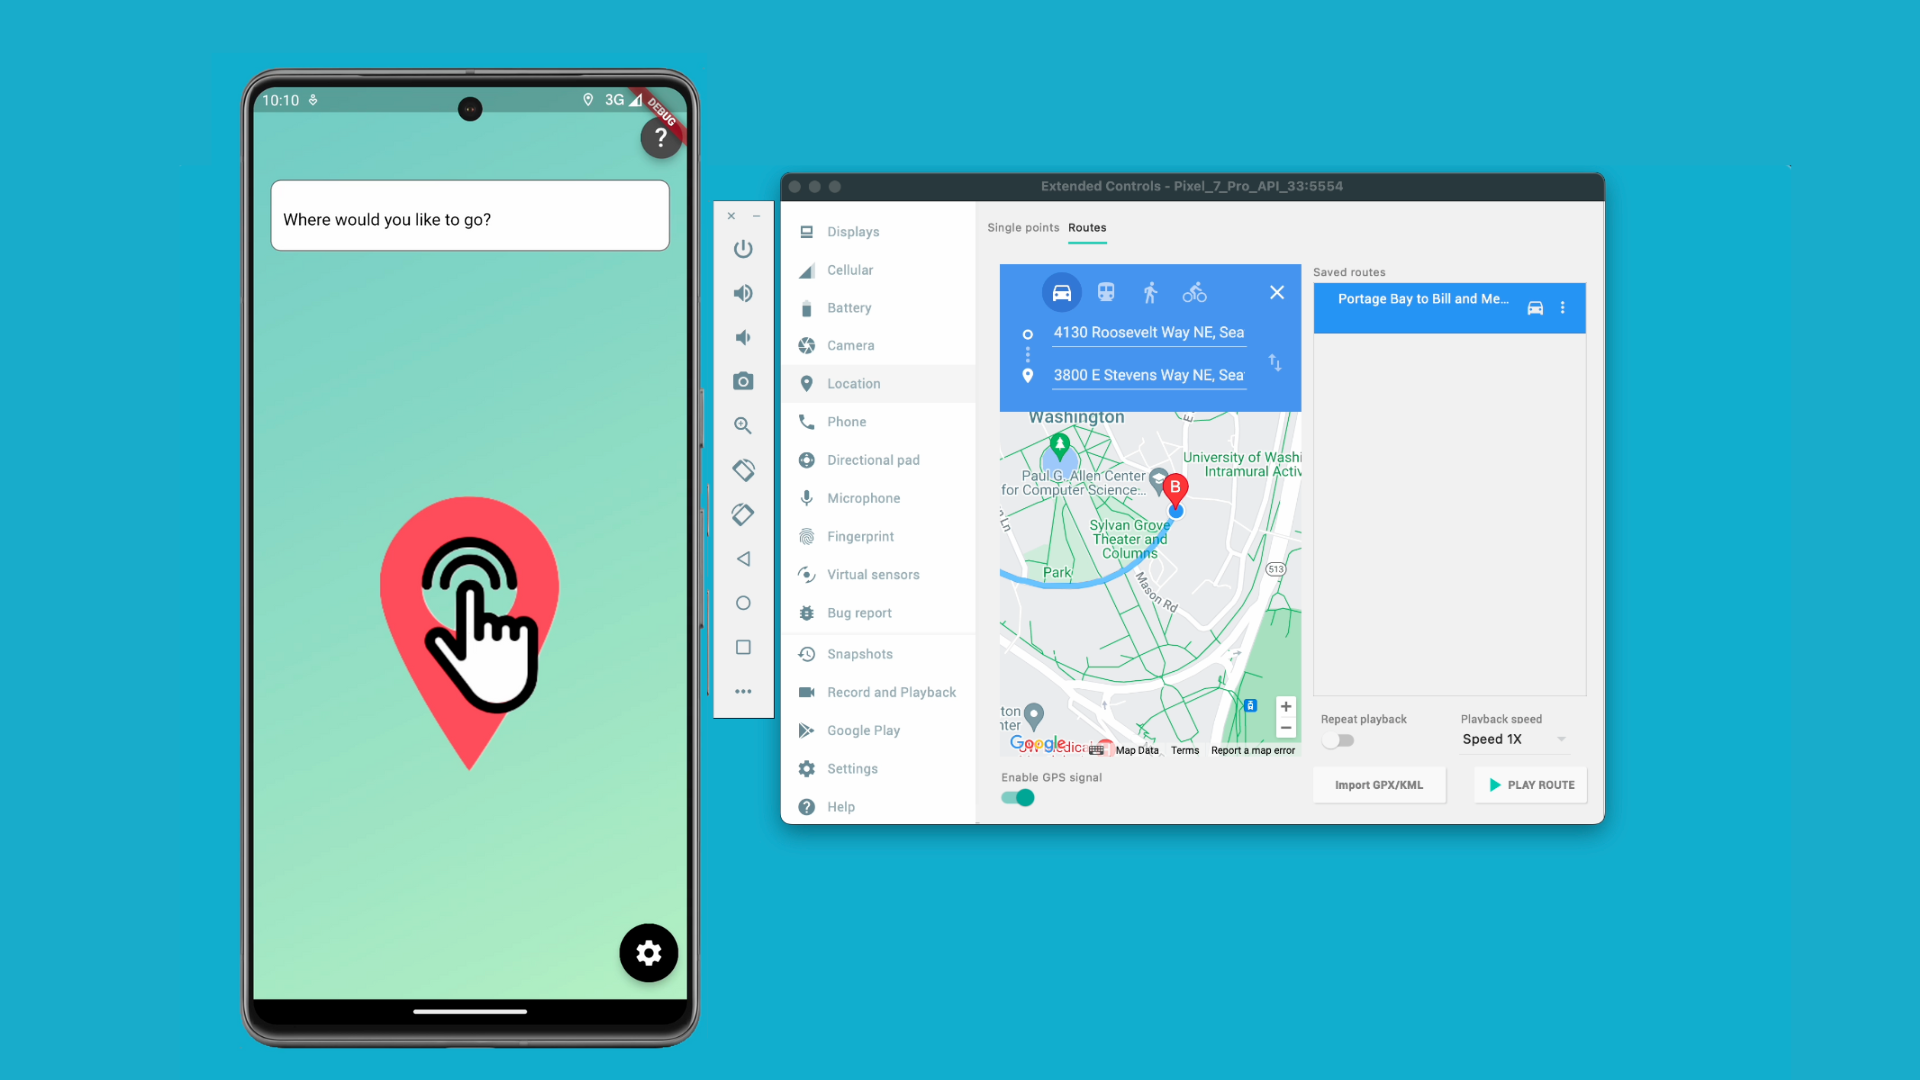 10:10
3G
DEBUG
?
Where would you like to go?
Extended Controls - Pixel_7_Pro_API_33:5554
Displays
Cellular
Battery
Camera
Location
Phone
Directional pad
Microphone
Fingerprint
Virtual sensors
Bug report
Snapshots
Record and Playback
Google Play
Settings
Help
Single points
Routes
4130 Roosevelt Way NE, Sea
3800 E Stevens Way NE, Sea
Washington
E
University of Washi
Intramural Activ
Paul G. Allen Center
for Computer Science...
B
Ln
Sylvan Grove
Theater and
Columns
Park
Mason Rd
513
ton
nter
Google
Map Data
Terms
Report a map error
Enable GPS signal
Saved routes
Portage Bay to Bill and Me...
Repeat playback
Playback speed
Speed 1X
Import GPX/KML
PLAY ROUTE